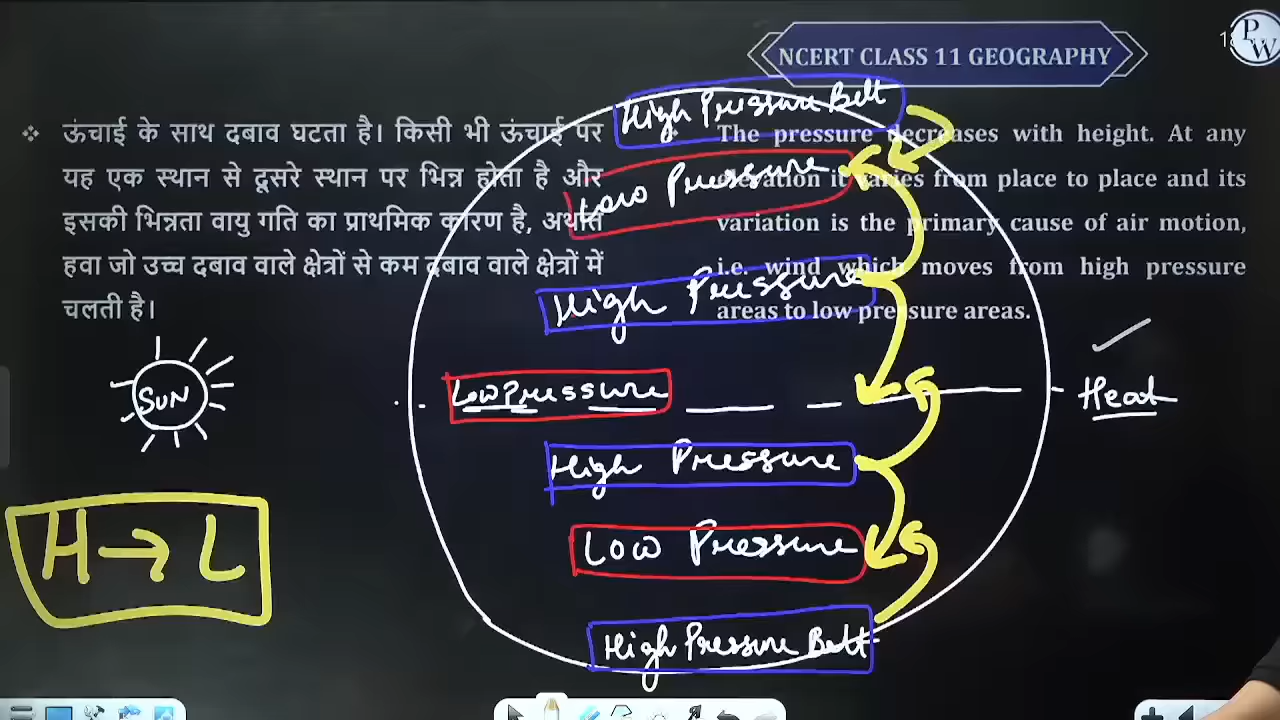 NCERT CLASS 11 GEOGRAPHY
PW
ऊंचाई के साथ दबाव घटता है। किसी भी ऊंचाई पर
यह एक स्थान से दूसरे स्थान पर भिन्न होता है और
इसकी भिन्नता वायु गति का प्राथमिक कारण है, अर्थात
हवा जो उच्च दबाव वाले क्षेत्रों से कम दबाव वाले क्षेत्रों में
चलती है।
The pressure decreases with height. At any
it varies from place to place and its
variation is the primary cause of air motion,
i.e. wind which moves from high pressure
areas to low pressure areas.
High Pressure Belt
Low Pressure
High Pressure
Low Pressure
High Pressure
Low Pressure
High Pressure Belt
SUN
Heat
H → L